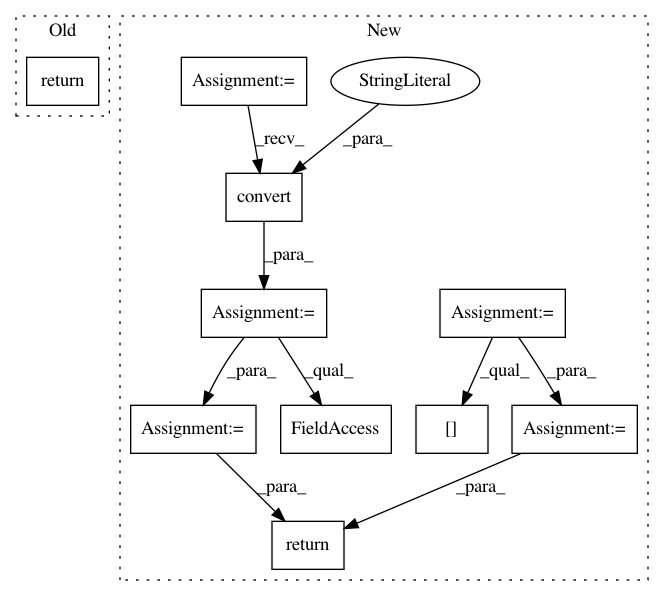 Old
New
return
Assignment:=
StringLiteral
_recv_
_para_
convert
_para_
Assignment:=
Assignment:=
_para_
_qual_
_qual_
_para_
Assignment:=
FieldAccess
[]
Assignment:=
_para_
_para_
return